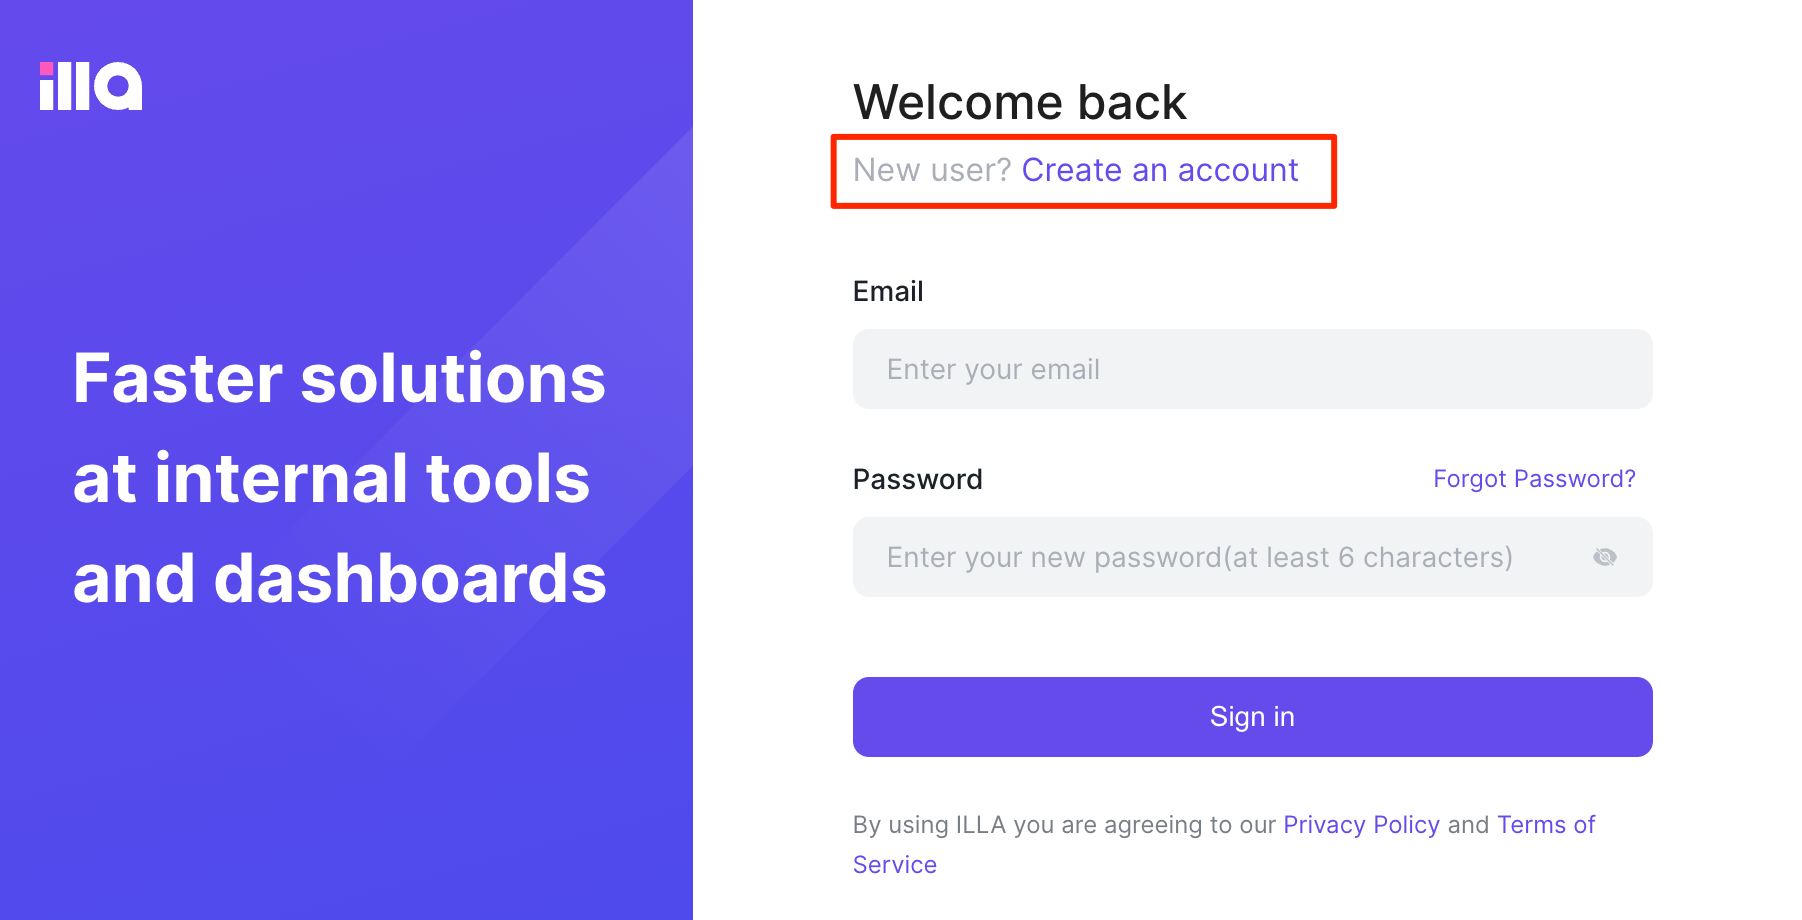 illa
Faster solutions
at internal tools
and dashboards
Welcome back
New user? Create an account
Email
Enter your email
Password
Forgot Password?
Enter your new password(at least 6 characters)
Sign in
By using ILLA you are agreeing to our Privacy Policy and Terms of
Service